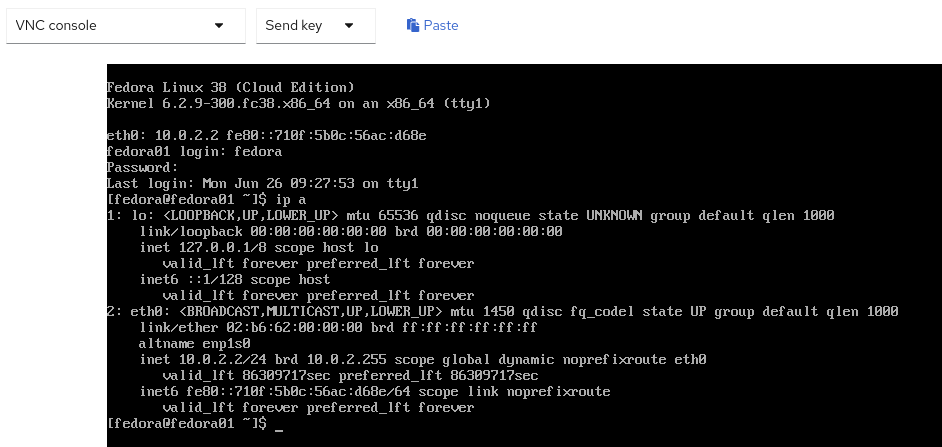 VNC console
Send key
Paste
Fedora Linux 38 (Cloud Edition)
Kernel 6.2.9-300.fc38.x86_64 on an x86_64 (tty1)
eth0: 10.0.2.2 fe80::710f:5b0c:56ac:d68e
fedora01 login: fedora
Password:
Last login: Mon Jun 26 09:27:53 on tty1
[fedora@fedora01 ~]$ ip a
1: lo: <LOOPBACK,UP,LOWER_UP> mtu 65536 qdisc noqueue state UNKNOWN group default qlen 1000
    link/loopback 00:00:00:00:00:00 brd 00:00:00:00:00:00
    inet 127.0.0.1/8 scope host lo
       valid_lft forever preferred_lft forever
    inet6 ::1/128 scope host
       valid_lft forever preferred_lft forever
2: eth0: <BROADCAST,MULTICAST,UP,LOWER_UP> mtu 1450 qdisc fq_codel state UP group default qlen 1000
    link/ether 02:b6:62:00:00:00 brd ff:ff:ff:ff:ff:ff
    altname enp1s0
    inet 10.0.2.2/24 brd 10.0.2.255 scope global dynamic noprefixroute eth0
       valid_lft 86309717sec preferred_lft 86309717sec
    inet6 fe80::710f:5b0c:56ac:d68e/64 scope link noprefixroute
       valid_lft forever preferred_lft forever
[fedora@fedora01 ~]$ _